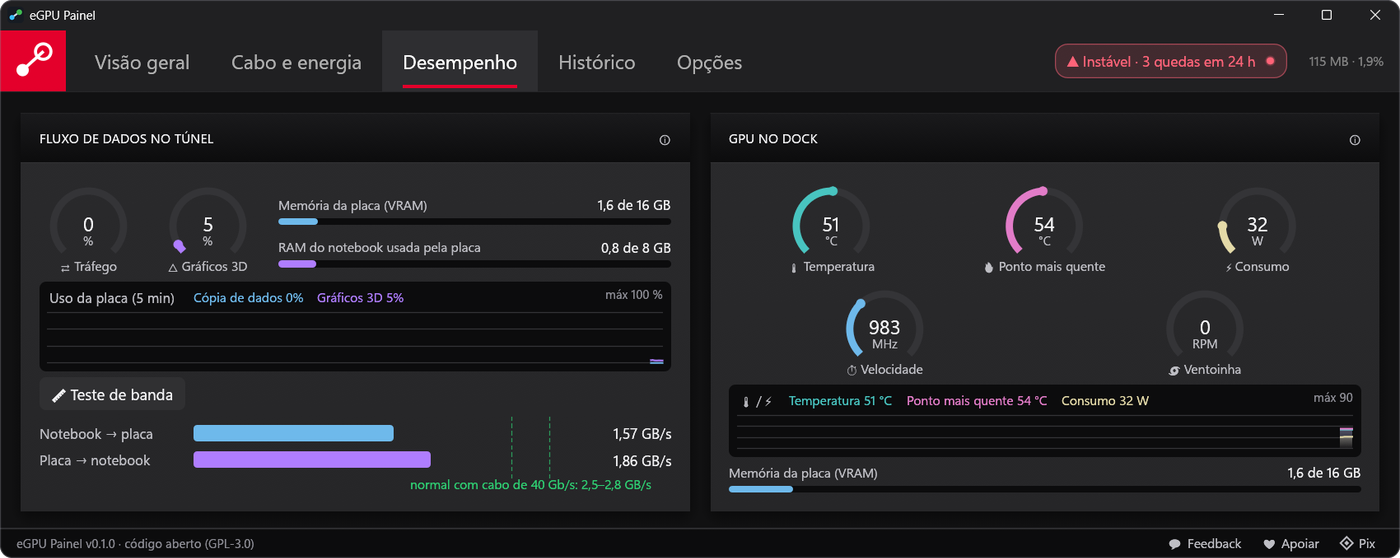 eGPU Painel
Visão geral
Cabo e energia
Desempenho
Histórico
Opções
Instável · 3 quedas em 24 h
115 MB · 1,9%
FLUXO DE DADOS NO TÚNEL
0
%
Tráfego
5
%
Gráficos 3D
Memória da placa (VRAM) 1,6 de 16 GB
RAM do notebook usada pela placa 0,8 de 8 GB
Uso da placa (5 min) Cópia de dados 0% Gráficos 3D 5% máx 100 %
Teste de banda
Notebook → placa 1,57 GB/s
Placa → notebook 1,86 GB/s
normal com cabo de 40 Gb/s: 2,5–2,8 GB/s
GPU NO DOCK
51
°C
Temperatura
54
°C
Ponto mais quente
32
W
Consumo
983
MHz
Velocidade
0
RPM
Ventoinha
/ Temperatura 51 °C Ponto mais quente 54 °C Consumo 32 W máx 90
Memória da placa (VRAM) 1,6 de 16 GB
eGPU Painel v0.1.0 · código aberto (GPL-3.0)
Feedback
Apoiar
Pix